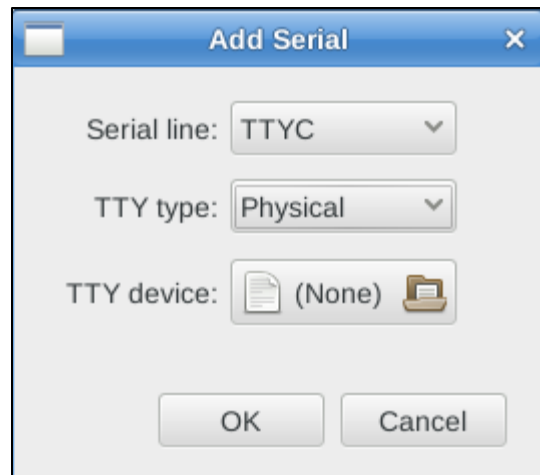 Add Serial
Serial line: TTYC
TTY type: Physical
TTY device: (None)
OK Cancel